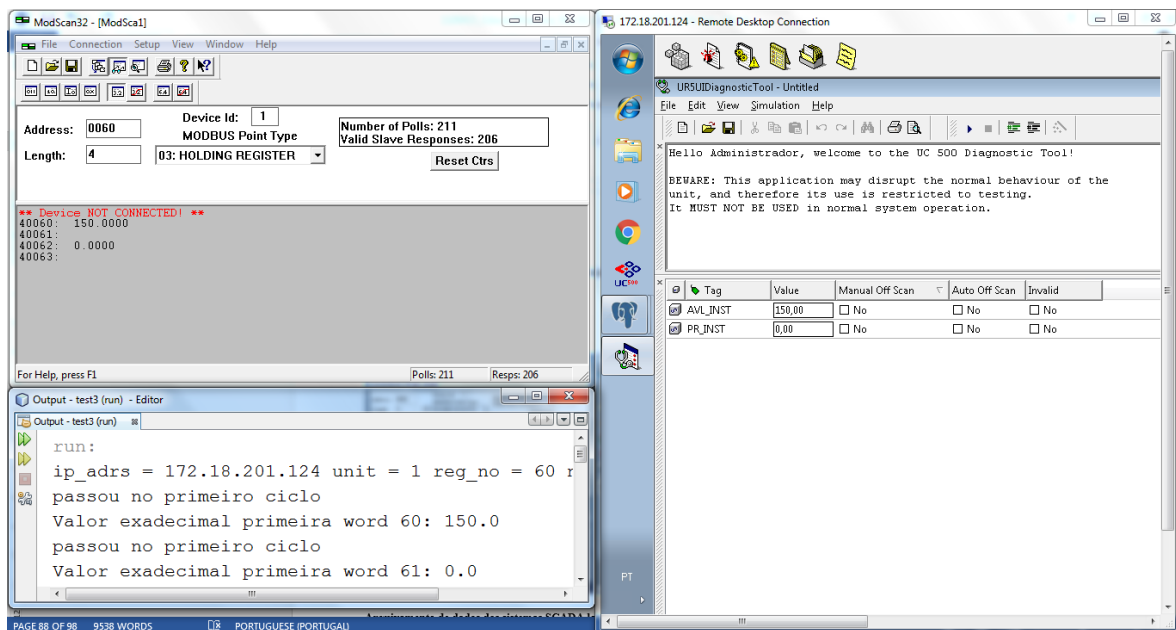 ModScan32 - [ModSca1]
File Connection Setup View Window Help
Address: 0060
Device Id: 1
MODBUS Point Type
Length: 4
03: HOLDING REGISTER
Number of Polls: 211
Valid Slave Responses: 206
Reset Ctrs
** Device NOT CONNECTED! **
40060: 150.0000
40061:
40062: 0.0000
40063:
For Help, press F1
Polls: 211
Resps: 206
Output - test3 (run) - Editor
Output - test3 (run)
run:
ip_adrs = 172.18.201.124 unit = 1 reg_no = 60
passou no primeiro ciclo
Valor exadecimal primeira word 60: 150.0
passou no primeiro ciclo
Valor exadecimal primeira word 61: 0.0
PAGE 88 OF 98 9538 WORDS PORTUGUESE (PORTUGAL)
172.18.201.124 - Remote Desktop Connection
UC500
PT
UR5UIDiagnosticTool - Untitled
File Edit View Simulation Help
Hello Administrador, welcome to the UC 500 Diagnostic Tool!
BEWARE: This application may disrupt the normal behaviour of the
unit, and therefore its use is restricted to testing.
It MUST NOT BE USED in normal system operation.
Tag Value Manual Off Scan Auto Off Scan Invalid
AVL_INST 150,00 No No No
PR_INST 0,00 No No No